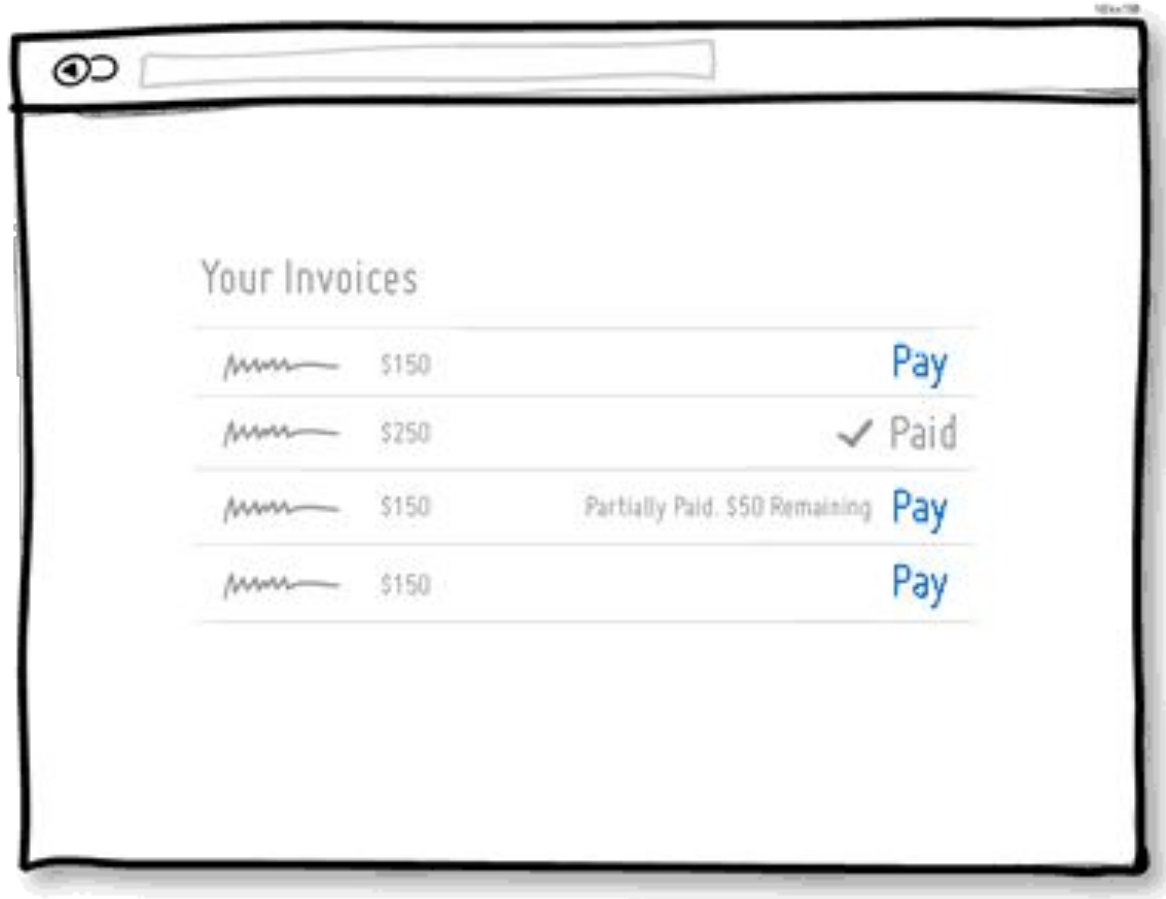 Your Invoices
$150 Pay
$250 ✓ Paid
$150 Partially Paid. $50 Remaining Pay
$150 Pay